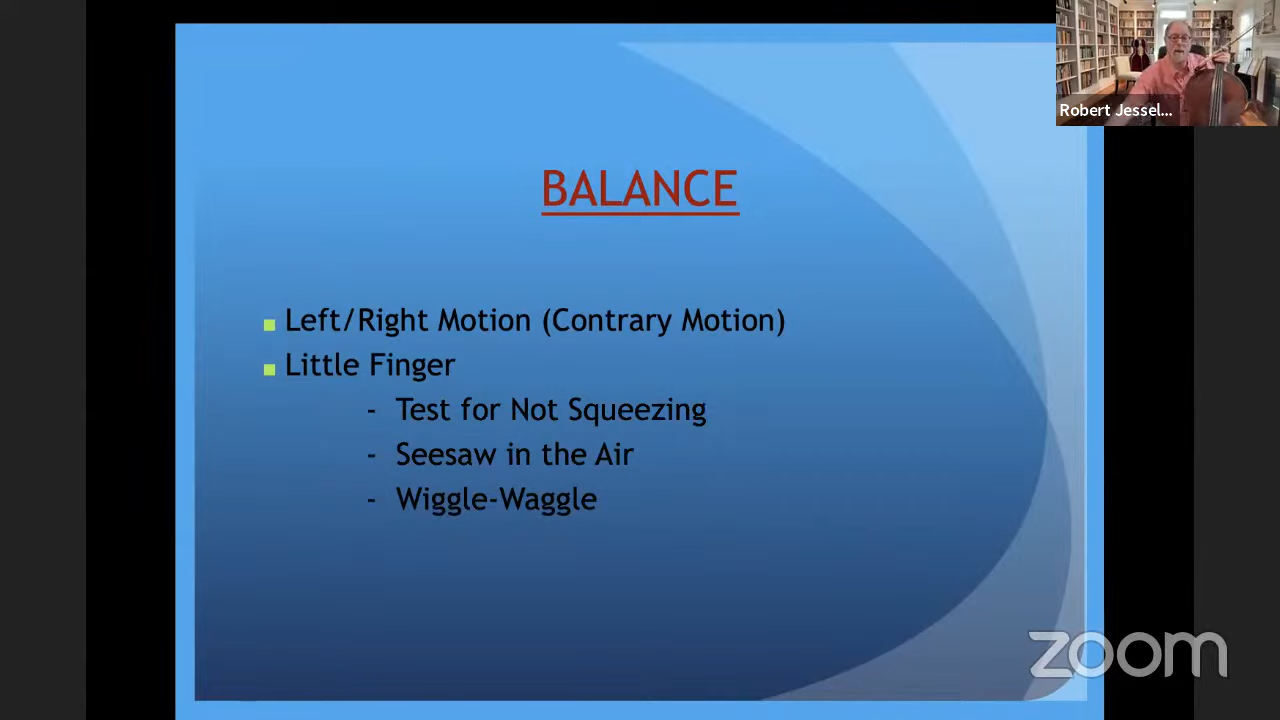 Robert Jessel...
BALANCE
Left/Right Motion (Contrary Motion)
Little Finger
- Test for Not Squeezing
- Seesaw in the Air
- Wiggle-Waggle
zoom